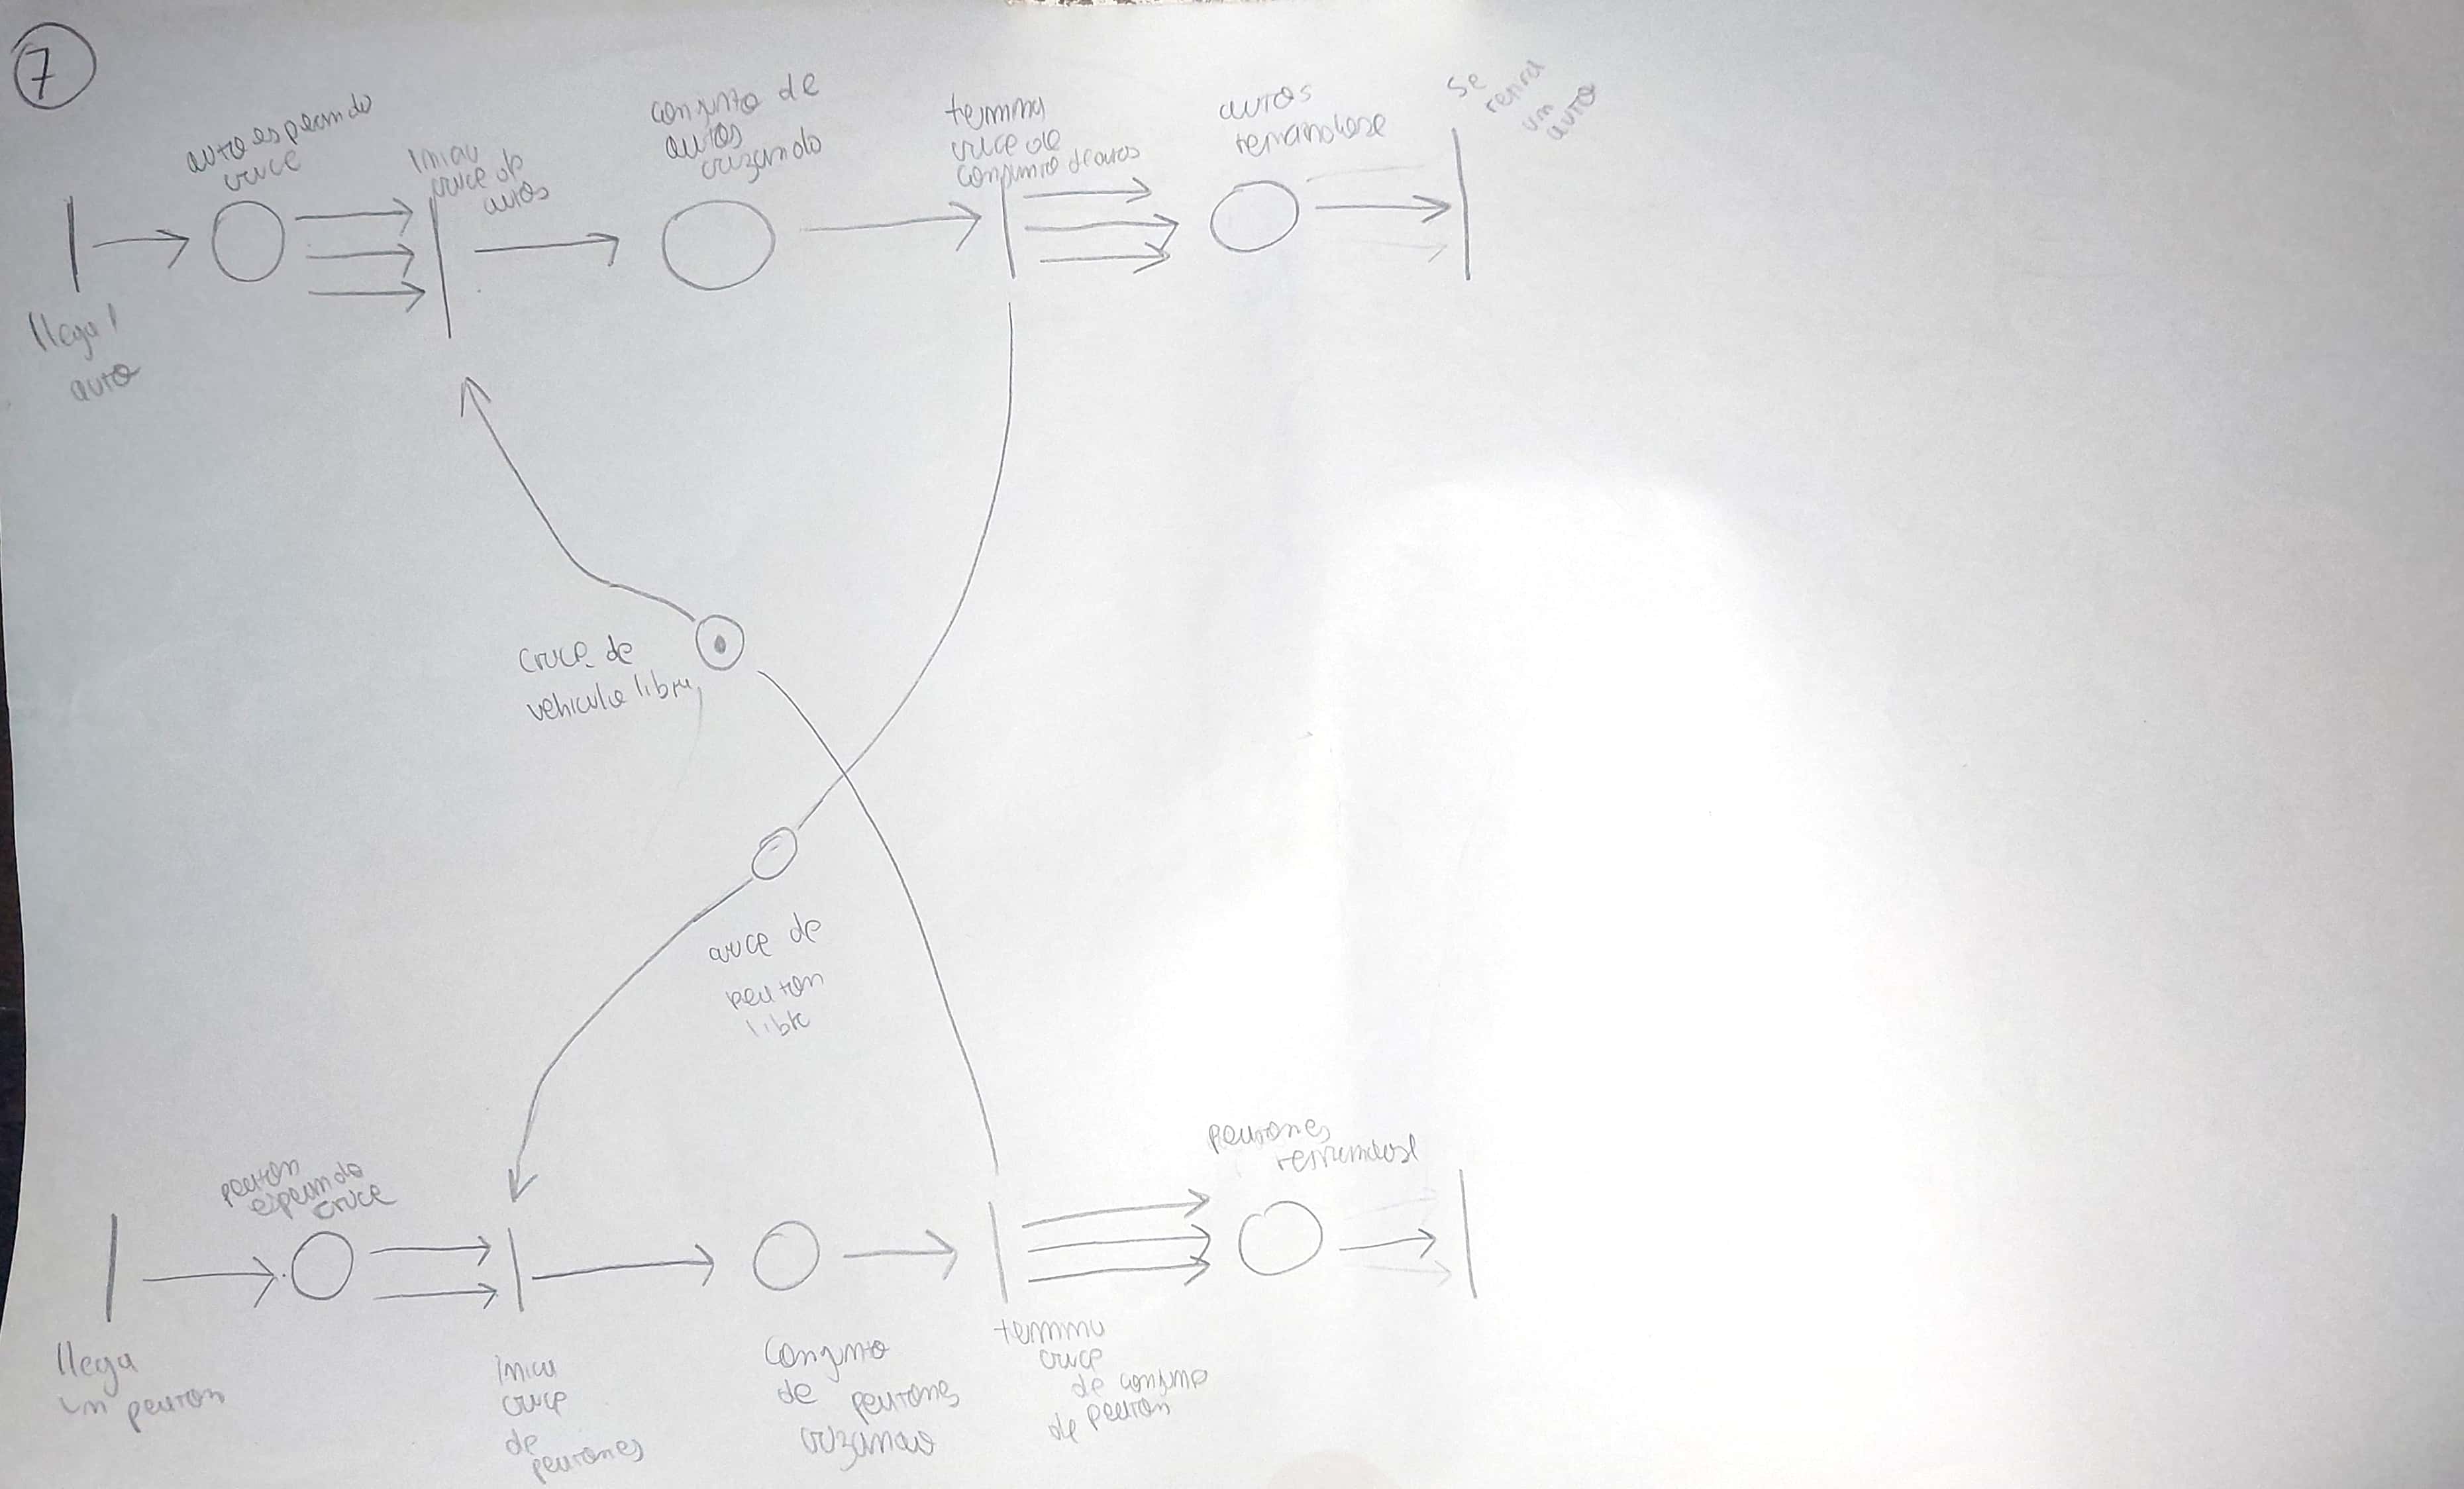 7
auto esperando
cruce
inicia
cruce de
autos
conjunto de
autos
cruzando
termina
cruce de
conjunto de autos
autos
retirandose
se
retira
un
auto
llega 1
auto
cruce de
vehiculo libre
cruce de
peaton
libre
peaton
esperando
cruce
peatones
retirandose
llega
un peaton
inicia
cruce
de
peatones
conjunto
de peatones
cruzando
termina
cruce
de conjunto
de peaton